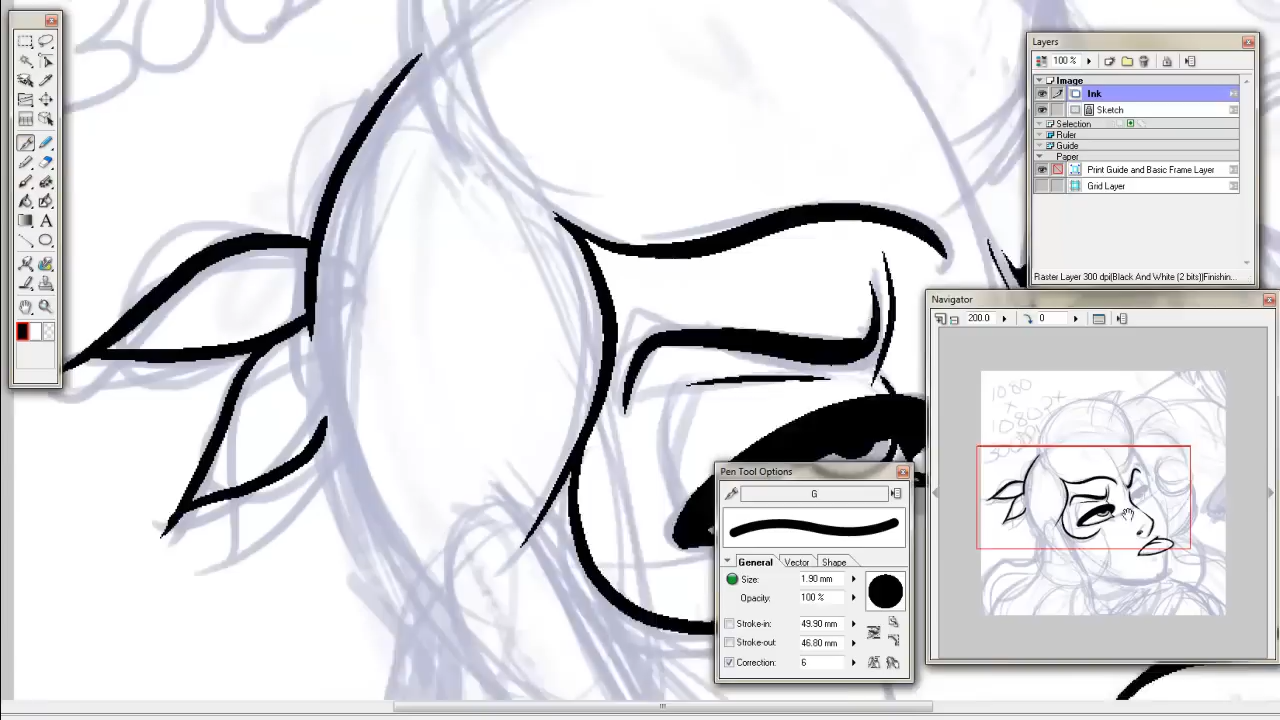 Layers
100 %
Image
Ink
Sketch
Selection
Ruler
Guide
Paper
Print Guide and Basic Frame Layer
Grid Layer
Raster Layer 300 dpi(Black And White (2 bits))Finishin...
Navigator
200.0
0
1080
x
Pen Tool Options
G
General
Vector
Shape
Size:
1.90 mm
Opacity:
100 %
Stroke-in:
49.90 mm
Stroke-out:
46.80 mm
Correction:
6
A